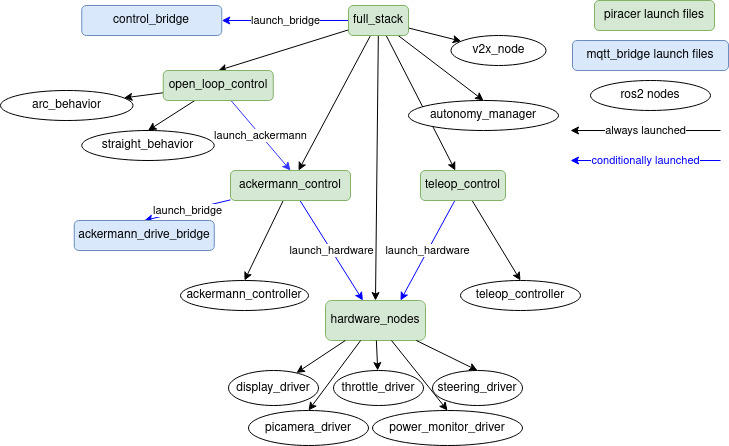 control_bridge
launch_bridge
full_stack
piracer launch files
v2x_node
mqtt_bridge launch files
open_loop_control
arc_behavior
ros2 nodes
autonomy_manager
launch_ackermann
always launched
straight_behavior
conditionally launched
ackermann_control
teleop_control
launch_bridge
ackermann_drive_bridge
launch_hardware
launch_hardware
ackermann_controller
teleop_controller
hardware_nodes
display_driver
throttle_driver
steering_driver
picamera_driver
power_monitor_driver